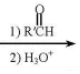 O
1) R'CH
2) H₃O⁺